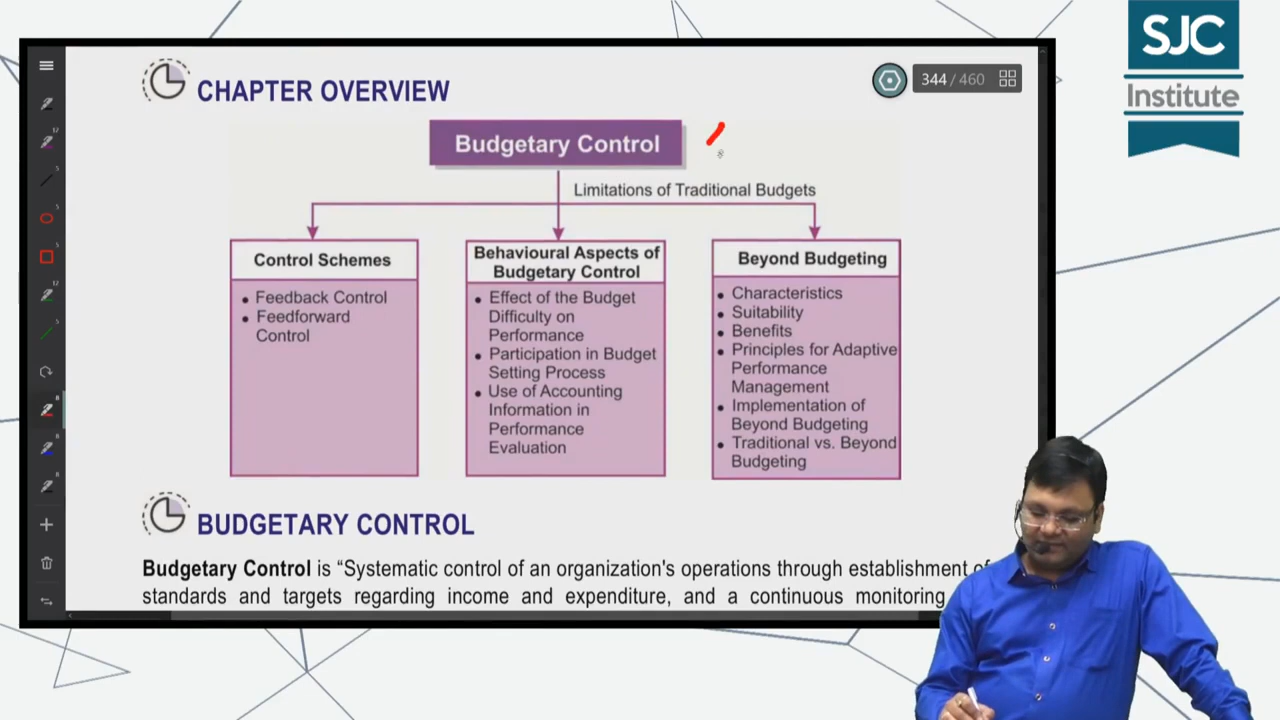 SJC
Institute
344 / 460
CHAPTER OVERVIEW
Budgetary Control
Limitations of Traditional Budgets
Control Schemes
• Feedback Control
• Feedforward
Control
Behavioural Aspects of
Budgetary Control
• Effect of the Budget
Difficulty on
Performance
• Participation in Budget
Setting Process
• Use of Accounting
Information in
Performance
Evaluation
Beyond Budgeting
• Characteristics
• Suitability
• Benefits
• Principles for Adaptive
Performance
Management
• Implementation of
Beyond Budgeting
• Traditional vs. Beyond
Budgeting
BUDGETARY CONTROL
Budgetary Control is “Systematic control of an organization's operations through establishment of
standards and targets regarding income and expenditure, and a continuous monitoring